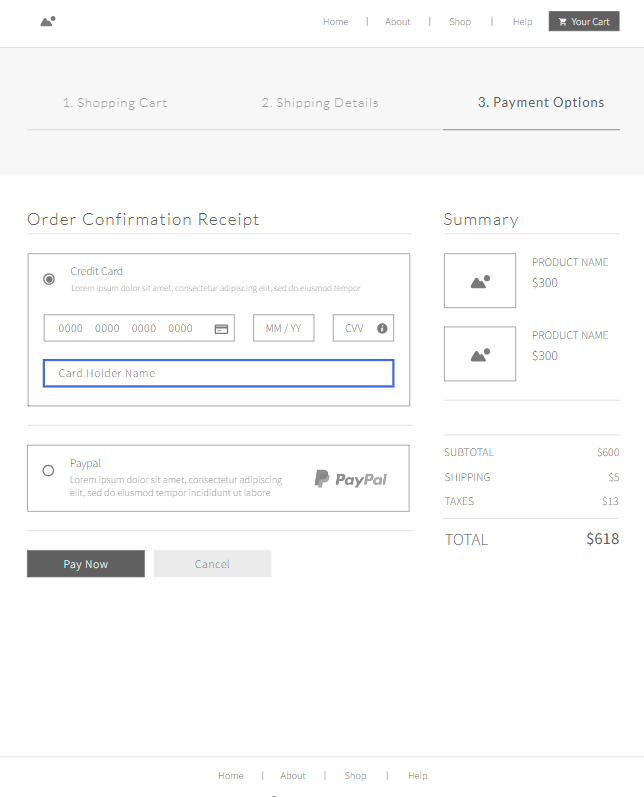 Home | About | Shop | Help Your Cart
1. Shopping Cart 2. Shipping Details 3. Payment Options
Order Confirmation Receipt
Credit Card
Lorem ipsum dolor sit amet, consectetur adipiscing elit, sed do eiusmod tempor
0000 0000 0000 0000 MM / YY CVV
Card Holder Name
Paypal
Lorem ipsum dolor sit amet, consectetur adipiscing
elit, sed do eiusmod tempor incididunt ut labore
PayPal
Pay Now Cancel
Summary
PRODUCT NAME
$300
PRODUCT NAME
$300
SUBTOTAL $600
SHIPPING $5
TAXES $13
TOTAL $618
Home | About | Shop | Help